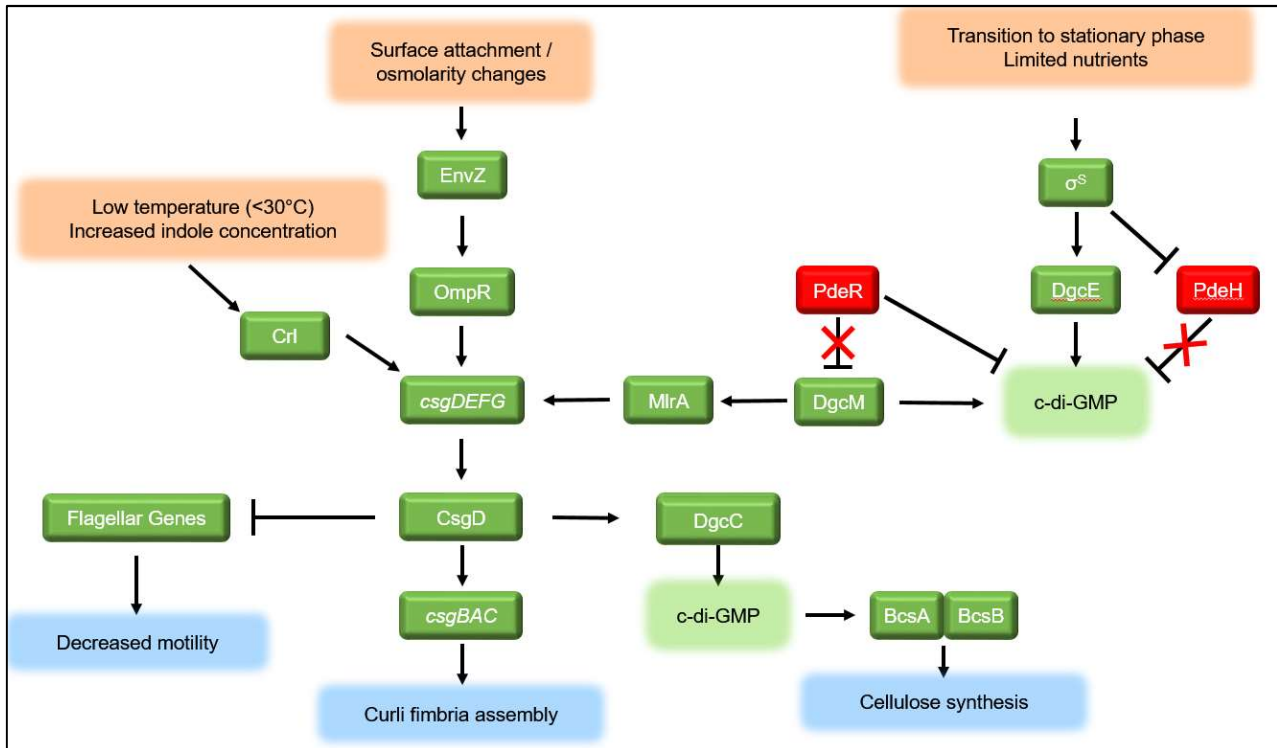 Surface attachment /
osmolarity changes
Transition to stationary phase
Limited nutrients
EnvZ
σS
Low temperature (<30°C)
Increased indole concentration
OmpR
PdeR
DgcE
PdeH
Crl
csgDEFG
MlrA
DgcM
c-di-GMP
Flagellar Genes
CsgD
DgcC
Decreased motility
csgBAC
c-di-GMP
BcsA
BcsB
Curli fimbria assembly
Cellulose synthesis